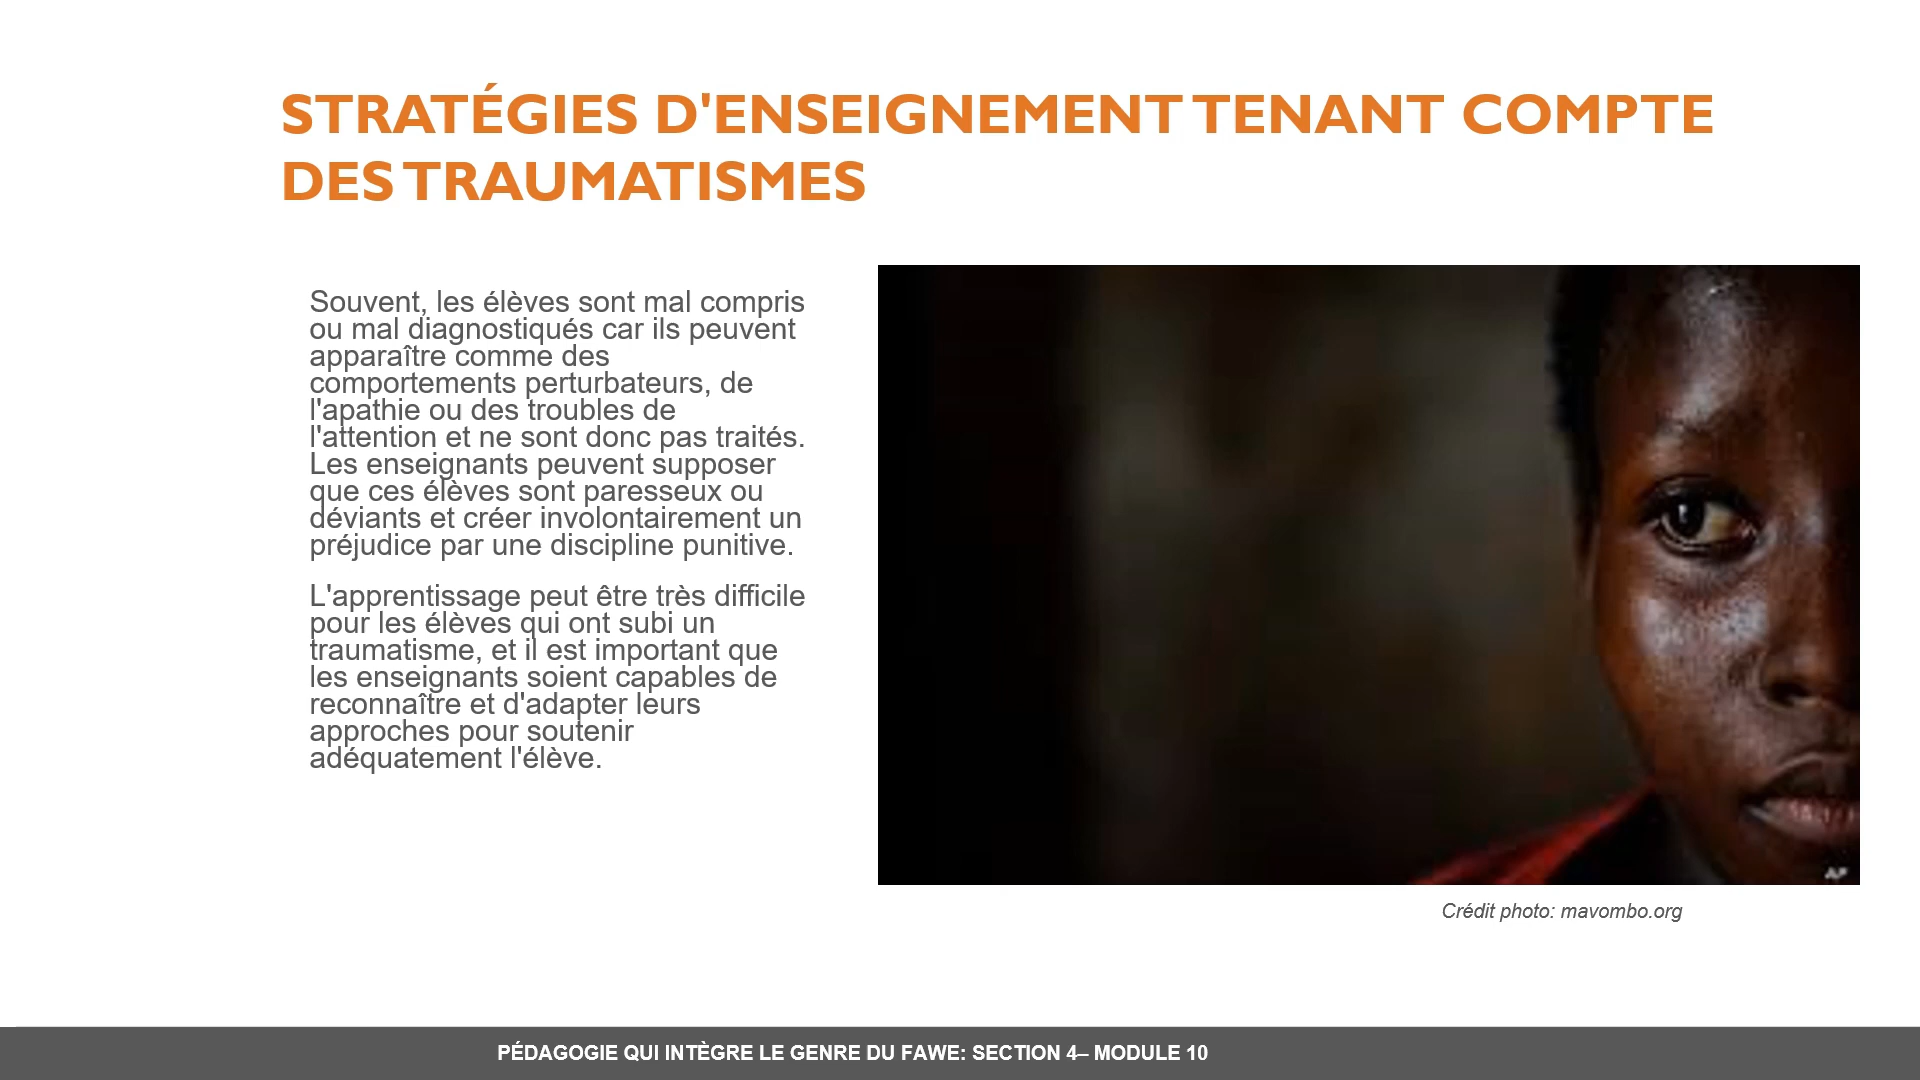 STRATÉGIES D'ENSEIGNEMENT TENANT COMPTE
DES TRAUMATISMES
Souvent, les élèves sont mal compris
ou mal diagnostiqués car ils peuvent
apparaître comme des
comportements perturbateurs, de
l'apathie ou des troubles de
l'attention et ne sont donc pas traités.
Les enseignants peuvent supposer
que ces élèves sont paresseux ou
déviants et créer involontairement un
préjudice par une discipline punitive.
L'apprentissage peut être très difficile
pour les élèves qui ont subi un
traumatisme, et il est important que
les enseignants soient capables de
reconnaître et d'adapter leurs
approches pour soutenir
adéquatement l'élève.
AP
Crédit photo: mavombo.org
PÉDAGOGIE QUI INTÈGRE LE GENRE DU FAWE: SECTION 4– MODULE 10